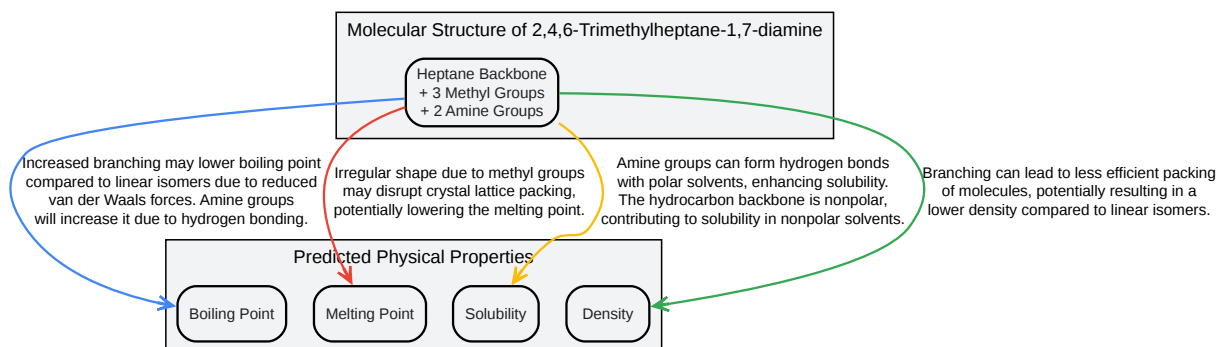 Molecular Structure of 2,4,6-Trimethylheptane-1,7-diamine
Heptane Backbone
+ 3 Methyl Groups
+ 2 Amine Groups
Increased branching may lower boiling point
compared to linear isomers due to reduced
van der Waals forces. Amine groups
will increase it due to hydrogen bonding.
Irregular shape due to methyl groups
may disrupt crystal lattice packing,
potentially lowering the melting point.
Amine groups can form hydrogen bonds
with polar solvents, enhancing solubility.
The hydrocarbon backbone is nonpolar,
contributing to solubility in nonpolar solvents.
Branching can lead to less efficient packing
of molecules, potentially resulting in a
lower density compared to linear isomers.
Predicted Physical Properties
Boiling Point
Melting Point
Solubility
Density